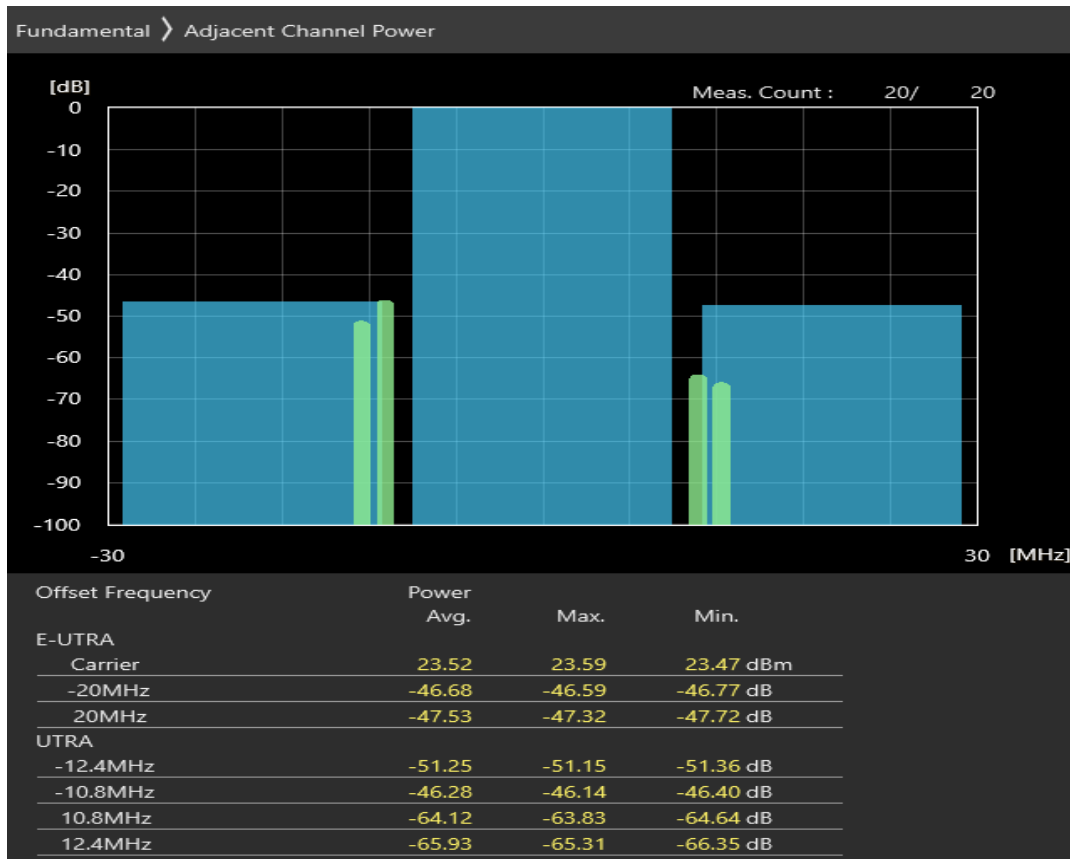 Fundamental ❯ Adjacent Channel Power
[dB]
Meas. Count : 20/ 20
0
-10
-20
-30
-40
-50
-60
-70
-80
-90
-100
-30 30 [MHz]
Offset Frequency Power
Avg. Max. Min.
E-UTRA
Carrier 23.52 23.59 23.47 dBm
-20MHz -46.68 -46.59 -46.77 dB
20MHz -47.53 -47.32 -47.72 dB
UTRA
-12.4MHz -51.25 -51.15 -51.36 dB
-10.8MHz -46.28 -46.14 -46.40 dB
10.8MHz -64.12 -63.83 -64.64 dB
12.4MHz -65.93 -65.31 -66.35 dB